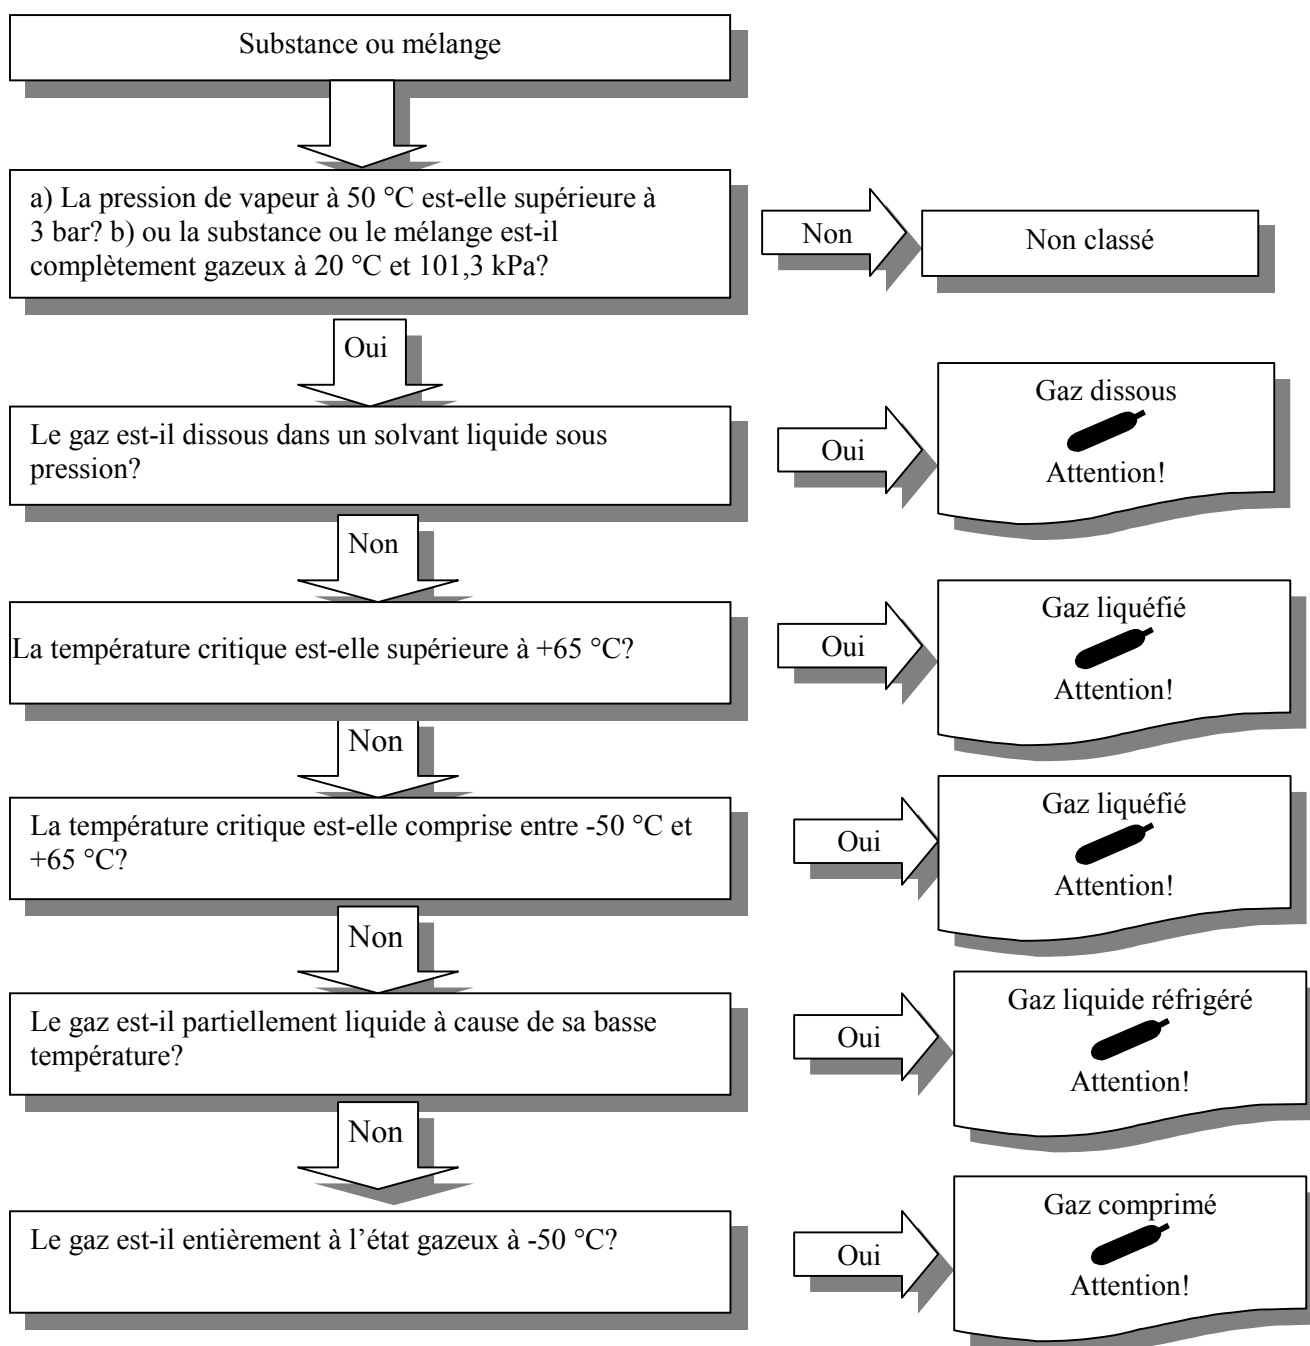 Substance ou mélange
a) La pression de vapeur à 50 °C est-elle supérieure à
3 bar? b) ou la substance ou le mélange est-il
complètement gazeux à 20 °C et 101,3 kPa?
Non
Non classé
Oui
Le gaz est-il dissous dans un solvant liquide sous
pression?
Oui
Gaz dissous
Attention!
Non
La température critique est-elle supérieure à +65 °C?
Oui
Gaz liquéfié
Attention!
Non
La température critique est-elle comprise entre -50 °C et
+65 °C?
Oui
Gaz liquéfié
Attention!
Non
Le gaz est-il partiellement liquide à cause de sa basse
température?
Oui
Gaz liquide réfrigéré
Attention!
Non
Le gaz est-il entièrement à l’état gazeux à -50 °C?
Oui
Gaz comprimé
Attention!